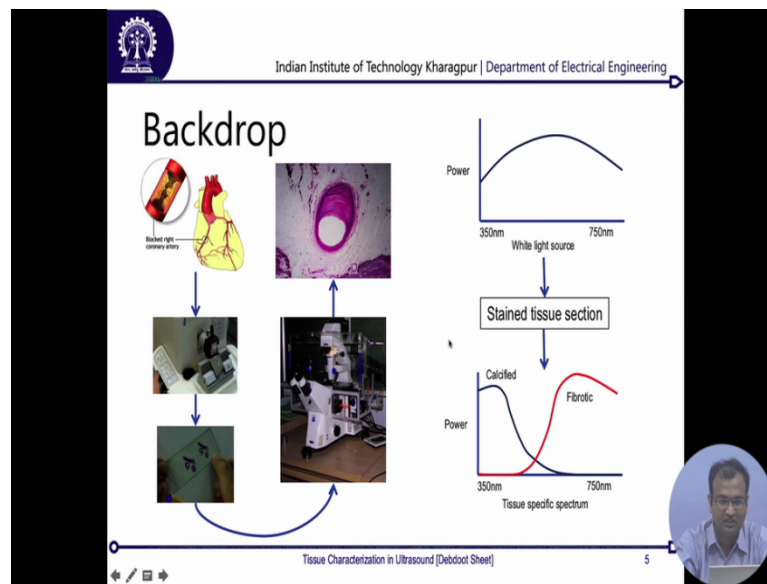 Indian Institute of Technology Kharagpur | Department of Electrical Engineering
Backdrop
Blocked right
coronary artery
Power
350nm
750nm
White light source
Stained tissue section
Calcified
Fibrotic
Power
350nm
750nm
Tissue specific spectrum
Tissue Characterization in Ultrasound [Debdoot Sheet]
5